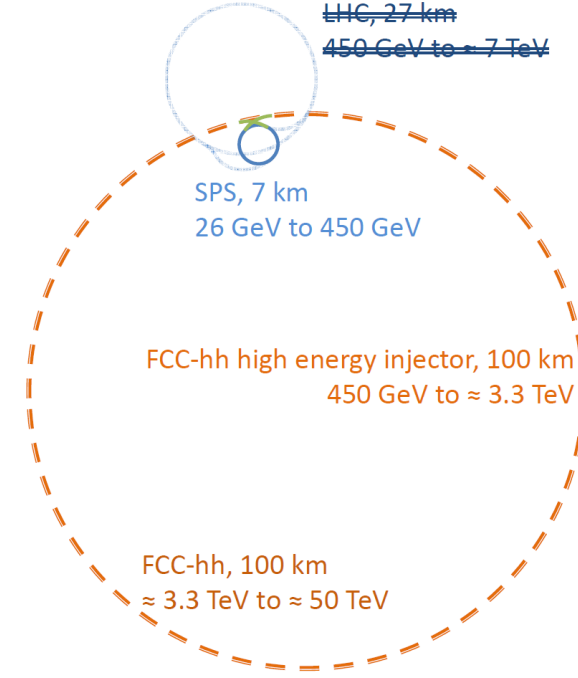 LHC, 27 km
450 GeV to ≈ 7 TeV
SPS, 7 km
26 GeV to 450 GeV
FCC-hh high energy injector, 100 km
450 GeV to ≈ 3.3 TeV
FCC-hh, 100 km
≈ 3.3 TeV to ≈ 50 TeV